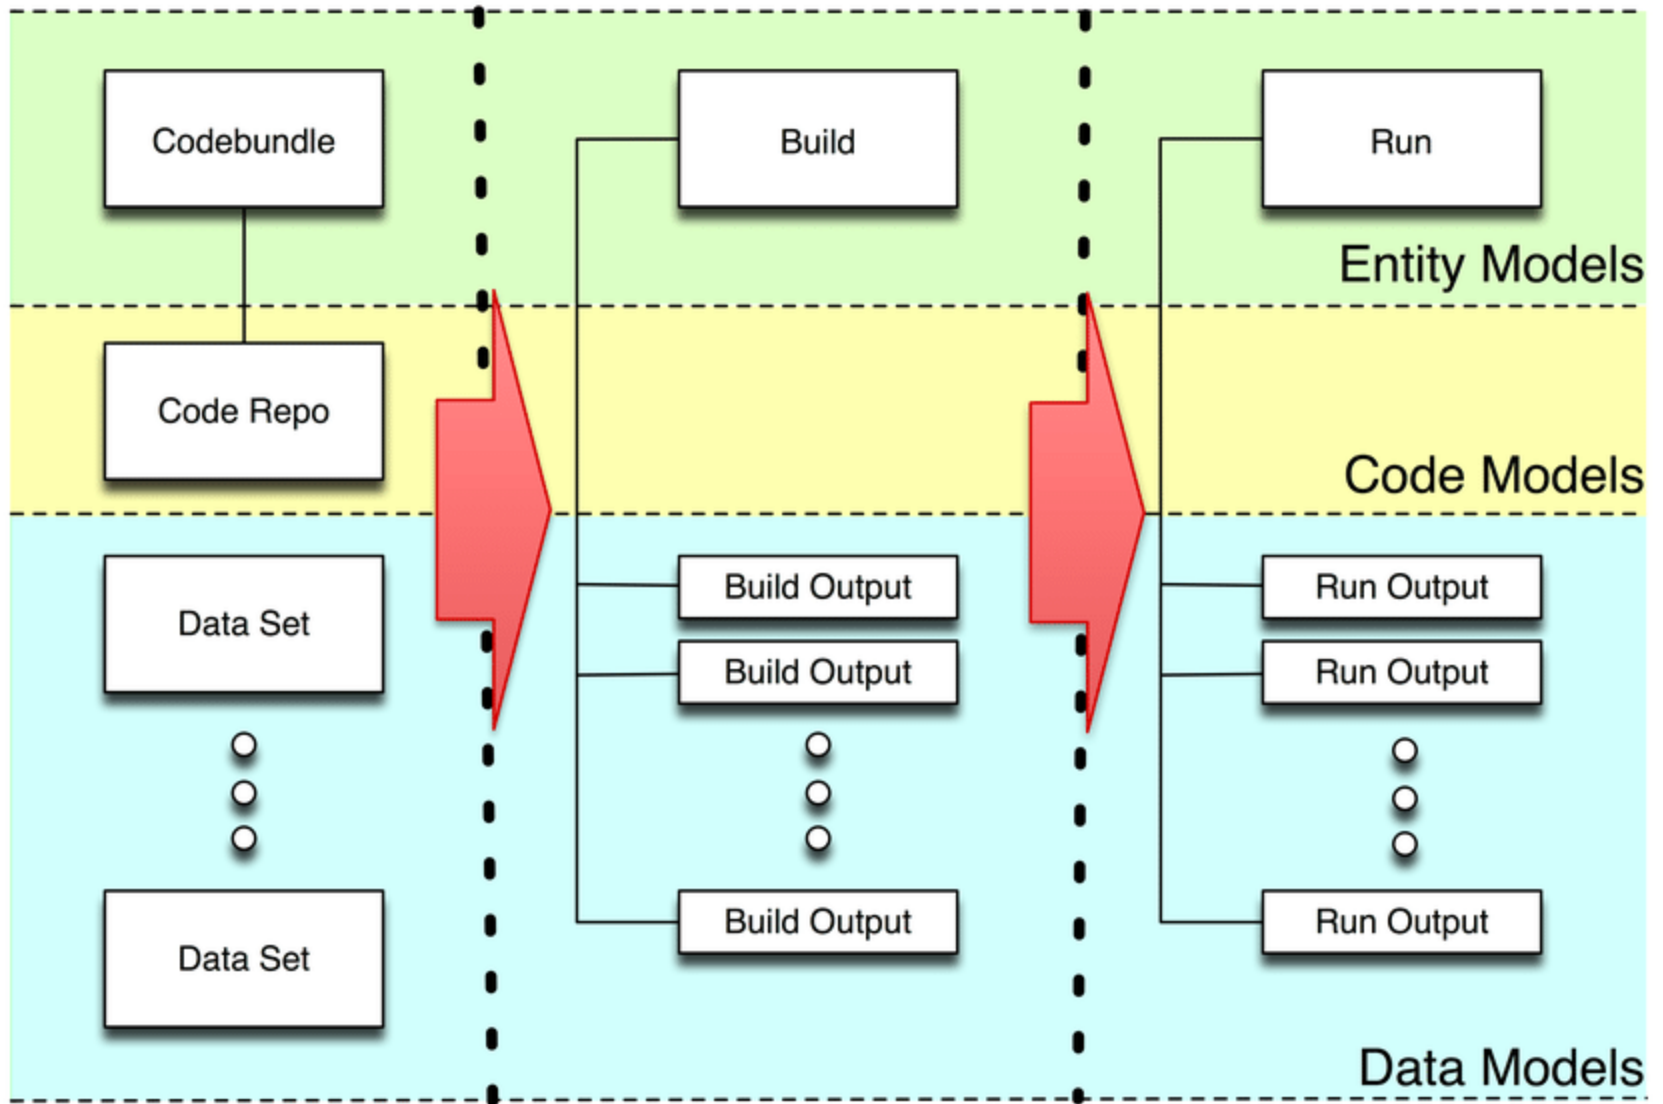 Codebundle
Build
Run
Entity Models
Code Repo
Code Models
Data Set
Build Output
Run Output
Build Output
Run Output
Data Set
Build Output
Run Output
Data Models